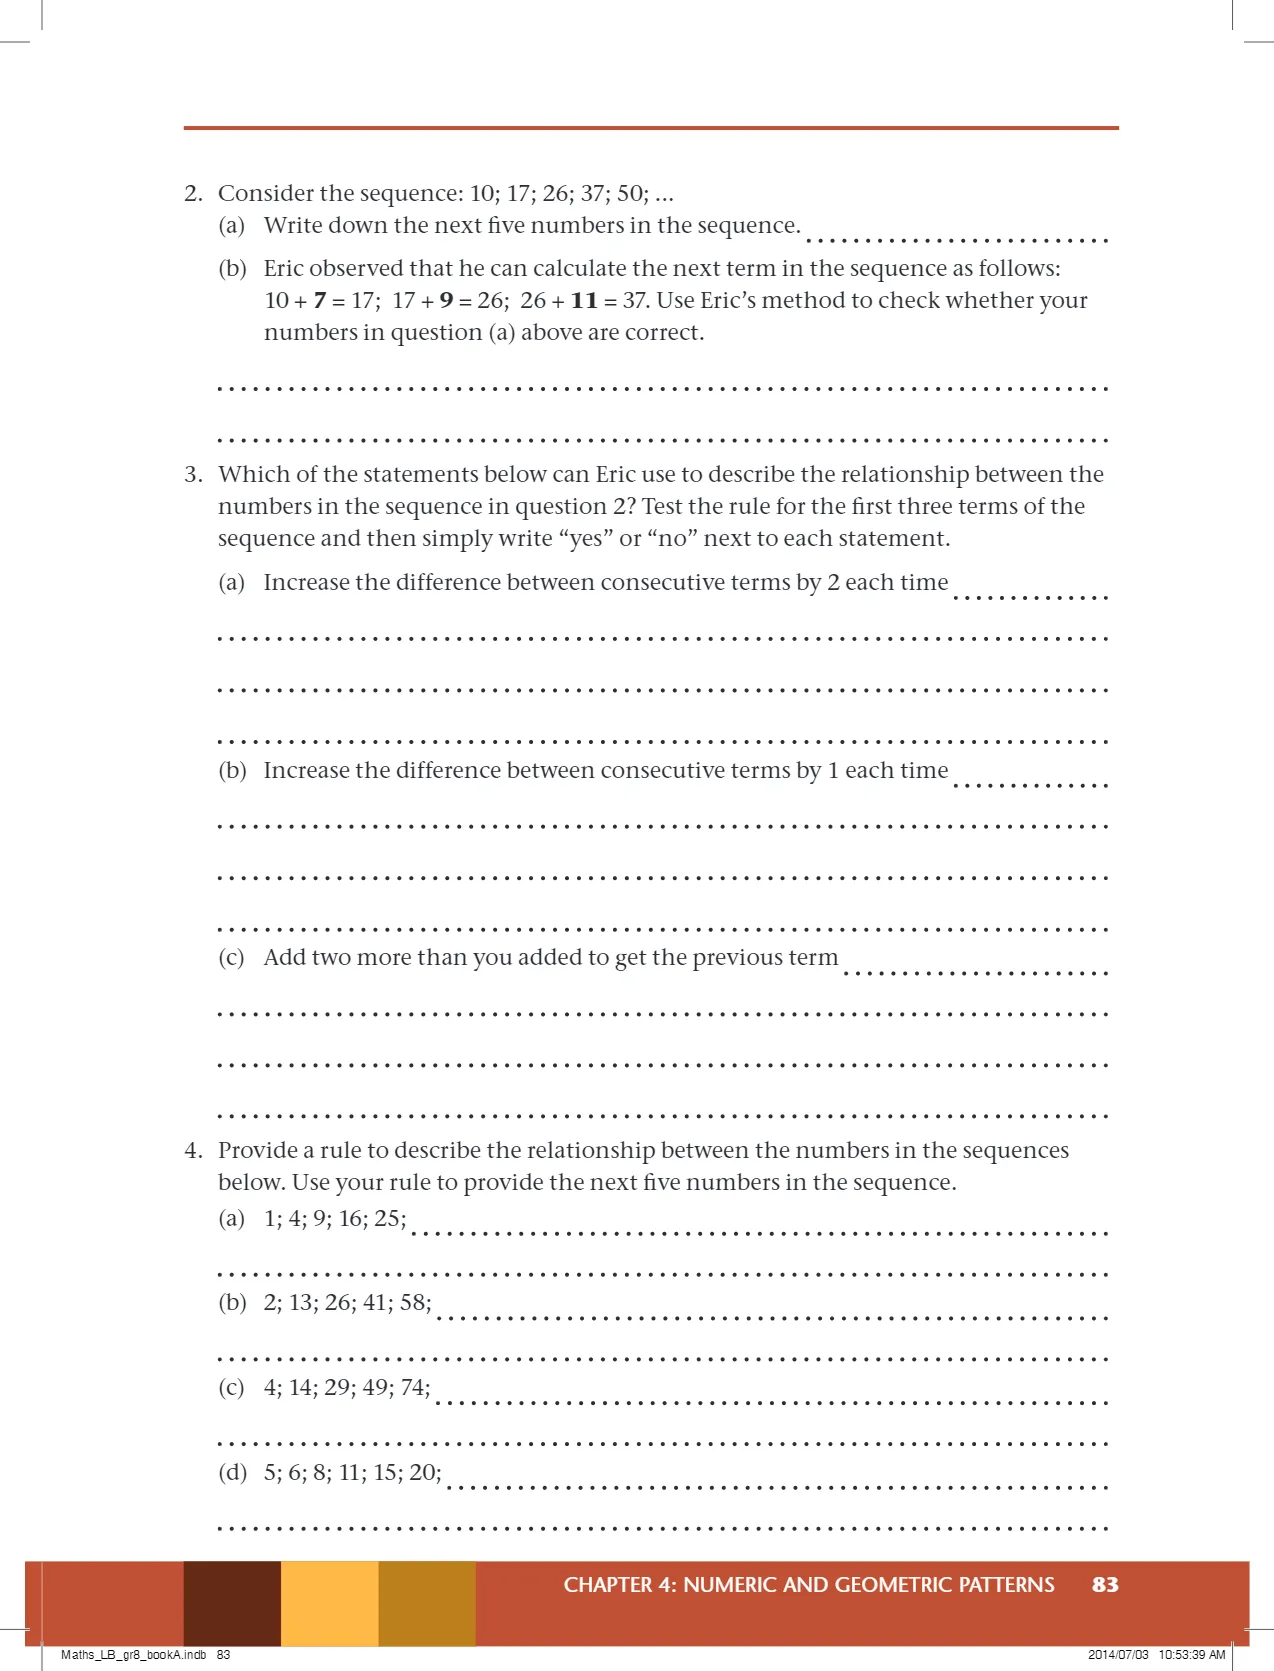 2. Consider the sequence: 10; 17; 26; 37; 50; ...
(a) Write down the next five numbers in the sequence.
(b) Eric observed that he can calculate the next term in the sequence as follows:
10 + 7 = 17; 17 + 9 = 26; 26 + 11 = 37. Use Eric’s method to check whether your
numbers in question (a) above are correct.
3. Which of the statements below can Eric use to describe the relationship between the
numbers in the sequence in question 2? Test the rule for the first three terms of the
sequence and then simply write “yes” or “no” next to each statement.
(a) Increase the difference between consecutive terms by 2 each time
(b) Increase the difference between consecutive terms by 1 each time
(c) Add two more than you added to get the previous term
4. Provide a rule to describe the relationship between the numbers in the sequences
below. Use your rule to provide the next five numbers in the sequence.
(a) 1; 4; 9; 16; 25;
(b) 2; 13; 26; 41; 58;
(c) 4; 14; 29; 49; 74;
(d) 5; 6; 8; 11; 15; 20;
CHAPTER 4: NUMERIC AND GEOMETRIC PATTERNS 83
Maths_LB_gr8_bookA.indb 83 2014/07/03 10:53:39 AM